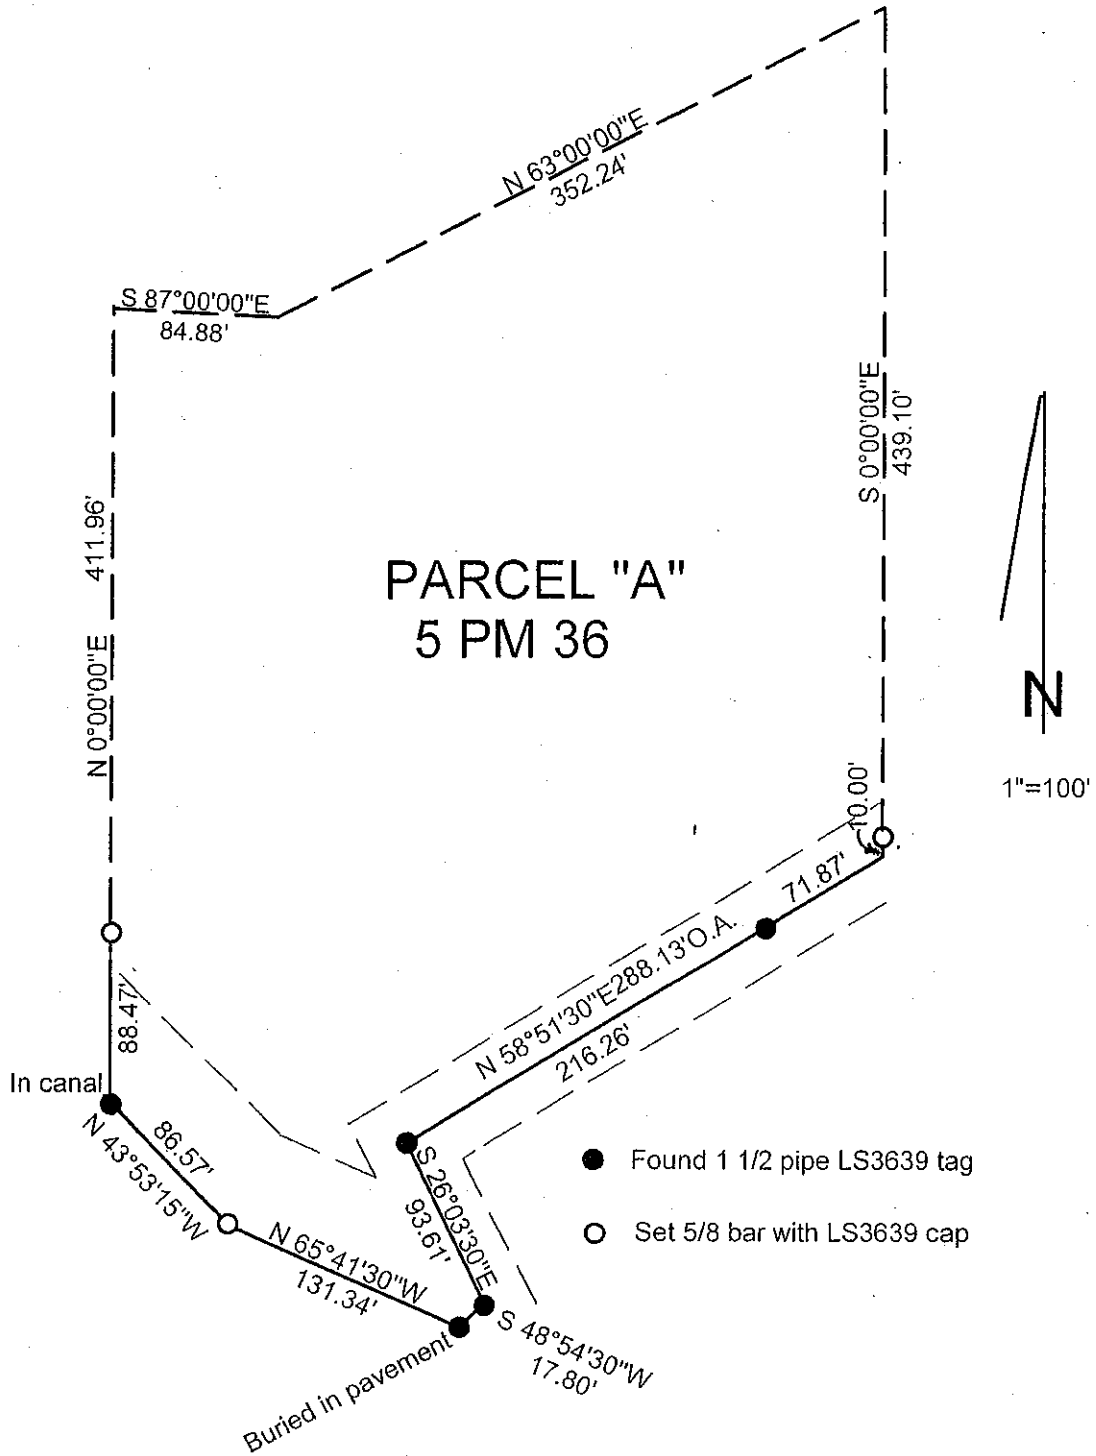 N 63°00'00"E
352.24'
S 87°00'00"E
84.88'
S 0°00'00"E
439.10'
N 0°00'00"E 411.96'
PARCEL "A"
5 PM 36
N
1"=100'
10.00'
71.87'
N 58°51'30"E288.13'O.A.
216.26'
88.47'
In canal
86.57'
N 43°53'15"W
S 26°03'30"E
93.61'
Found 1 1/2 pipe LS3639 tag
Set 5/8 bar with LS3639 cap
N 65°41'30"W
131.34'
S 48°54'30"W
17.80'
Buried in pavement